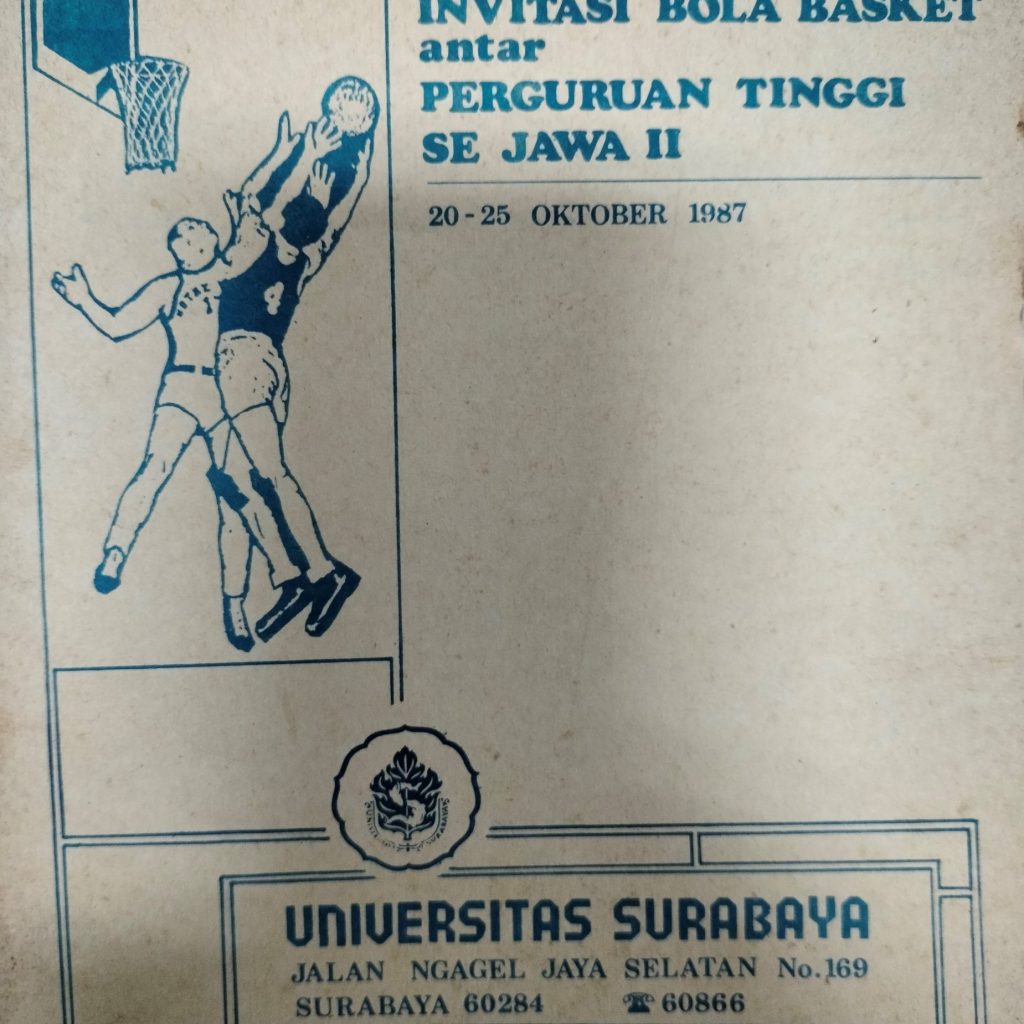 INVITASI BOLA BASKET
antar
PERGURUAN TINGGI
SE JAWA II
20-25 OKTOBER 1987
4
UNIVERSITAS SURABAYA
JALAN NGAGEL JAYA SELATAN No.169
SURABAYA 60284 ☎ 60866